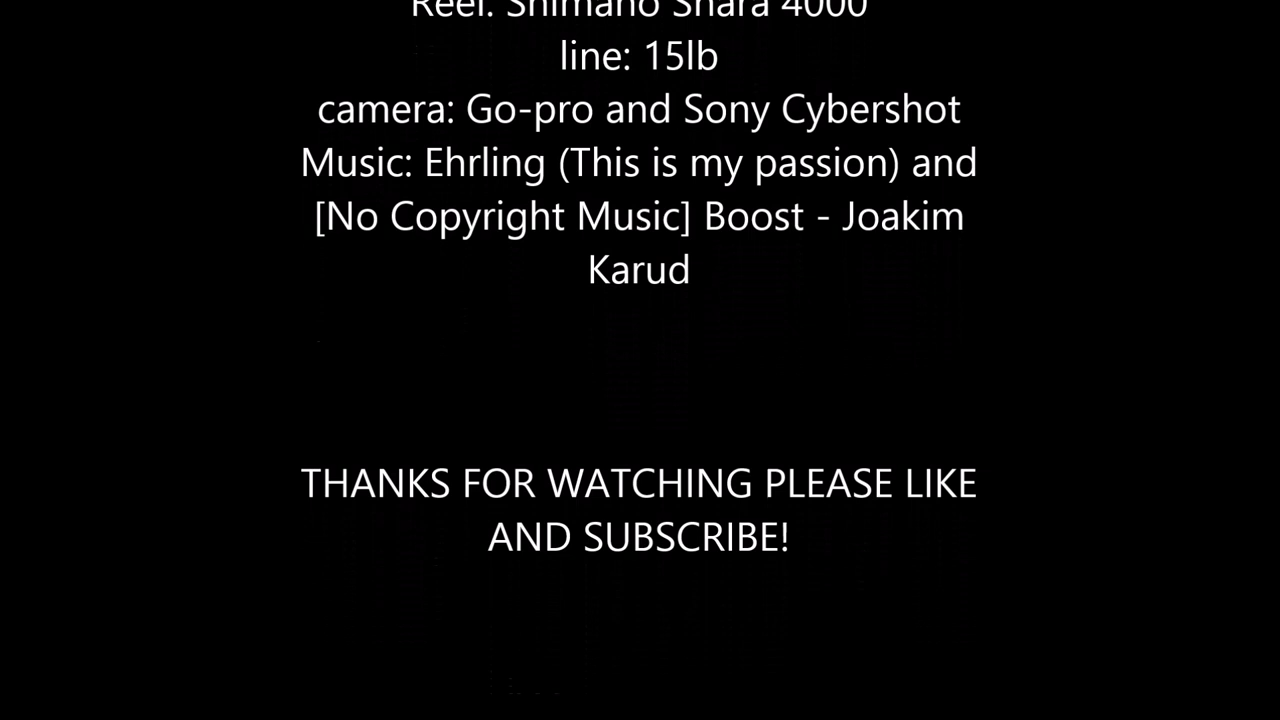 Reel: Shimano Shara 4000
line: 15lb
camera: Go-pro and Sony Cybershot
Music: Ehrling (This is my passion) and
[No Copyright Music] Boost - Joakim
Karud
THANKS FOR WATCHING PLEASE LIKE
AND SUBSCRIBE!